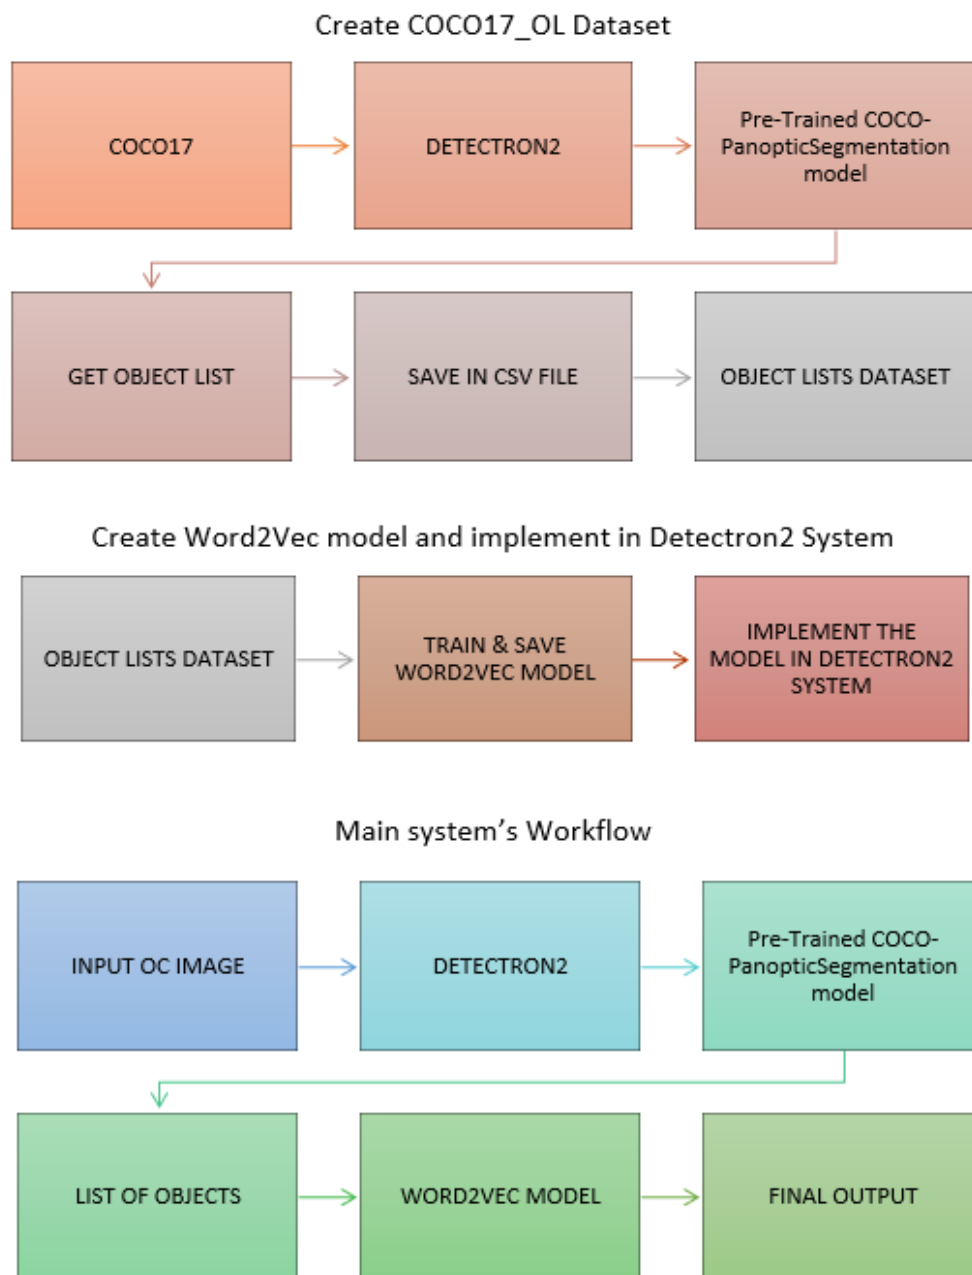 Create COCO17_OL Dataset
COCO17
DETECTRON2
Pre-Trained COCO-
PanopticSegmentation
model
GET OBJECT LIST
SAVE IN CSV FILE
OBJECT LISTS DATASET
Create Word2Vec model and implement in Detectron2 System
OBJECT LISTS DATASET
TRAIN & SAVE
WORD2VEC MODEL
IMPLEMENT THE
MODEL IN DETECTRON2
SYSTEM
Main system’s Workflow
INPUT OC IMAGE
DETECTRON2
Pre-Trained COCO-
PanopticSegmentation
model
LIST OF OBJECTS
WORD2VEC MODEL
FINAL OUTPUT